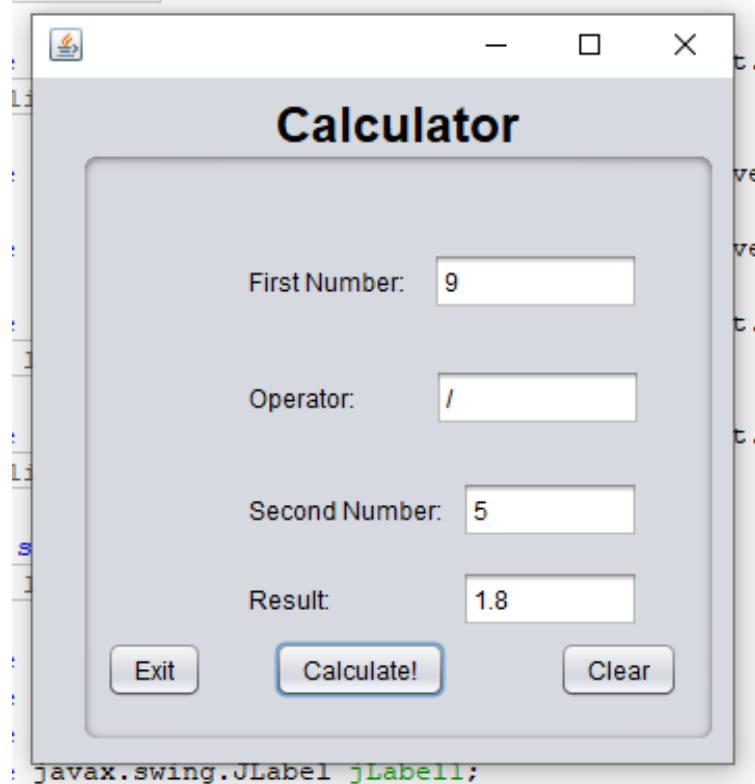 Calculator
First Number: 9
Operator: /
Second Number: 5
Result: 1.8
Exit Calculate! Clear
javax.swing.JLabel jLabel1;